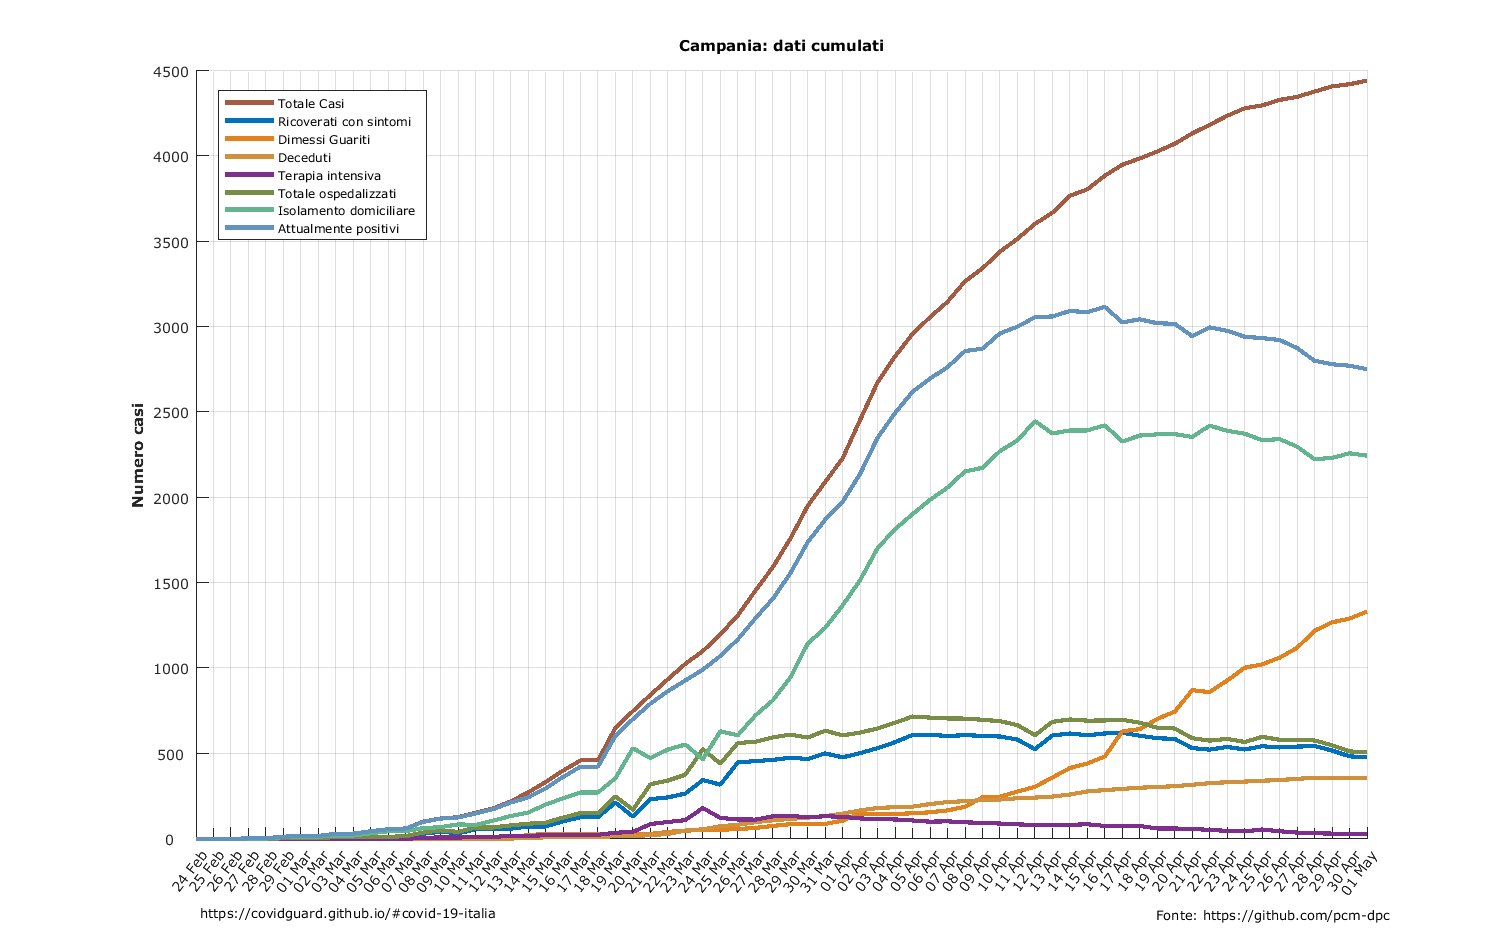 Campania: dati cumulati
4500
4000
3500
3000
2500
2000
1500
1000
500
0
Numero casi
Totale Casi
Ricoverati con sintomi
Dimessi Guariti
Deceduti
Terapia intensiva
Totale ospedalizzati
Isolamento domiciliare
Attualmente positivi
24 Feb
25 Feb
26 Feb
27 Feb
28 Feb
29 Feb
01 Mar
02 Mar
03 Mar
04 Mar
05 Mar
06 Mar
07 Mar
08 Mar
09 Mar
10 Mar
11 Mar
12 Mar
13 Mar
14 Mar
15 Mar
16 Mar
17 Mar
18 Mar
19 Mar
20 Mar
21 Mar
22 Mar
23 Mar
24 Mar
25 Mar
26 Mar
27 Mar
28 Mar
29 Mar
30 Mar
31 Mar
01 Apr
02 Apr
03 Apr
04 Apr
05 Apr
06 Apr
07 Apr
08 Apr
09 Apr
10 Apr
11 Apr
12 Apr
13 Apr
14 Apr
15 Apr
16 Apr
17 Apr
18 Apr
19 Apr
20 Apr
21 Apr
22 Apr
23 Apr
24 Apr
25 Apr
26 Apr
27 Apr
28 Apr
29 Apr
30 Apr
01 May
https://covidguard.github.io/#covid-19-italia
Fonte: https://github.com/pcm-dpc